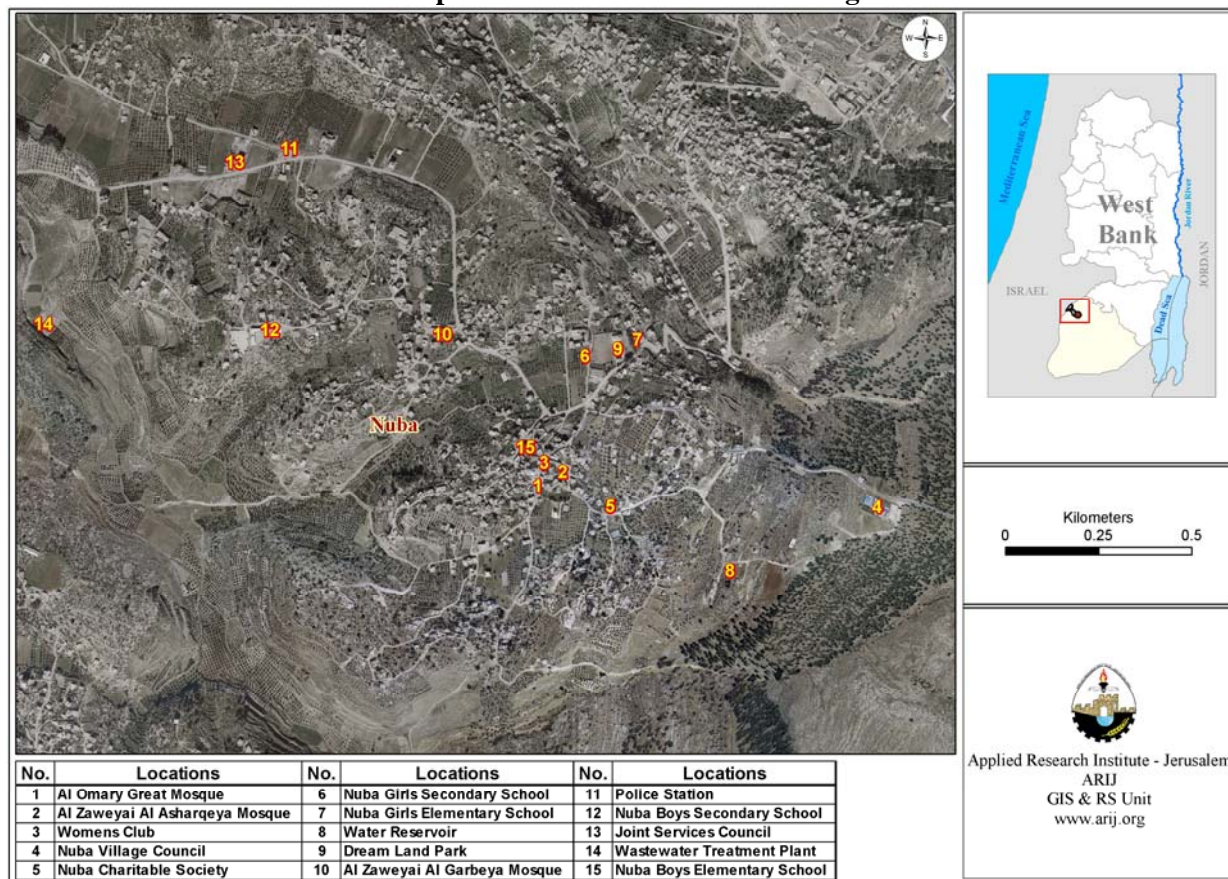 N
W E
S
11
13
14
12
10
7
9
6
Nuba
15
3
2
1
5
4
8
Mediterranean Sea
West
Bank
Jordan River
JORDAN
ISRAEL
Dead Sea
Kilometers
0 0.25 0.5
Applied Research Institute - Jerusalem
ARIJ
GIS & RS Unit
www.arij.org
No. Locations No. Locations No. Locations
1 Al Omary Great Mosque 6 Nuba Girls Secondary School 11 Police Station
2 Al Zaweyai Al Asharqeya Mosque 7 Nuba Girls Elementary School 12 Nuba Boys Secondary School
3 Womens Club 8 Water Reservoir 13 Joint Services Council
4 Nuba Village Council 9 Dream Land Park 14 Wastewater Treatment Plant
5 Nuba Charitable Society 10 Al Zaweyai Al Garbeya Mosque 15 Nuba Boys Elementary School